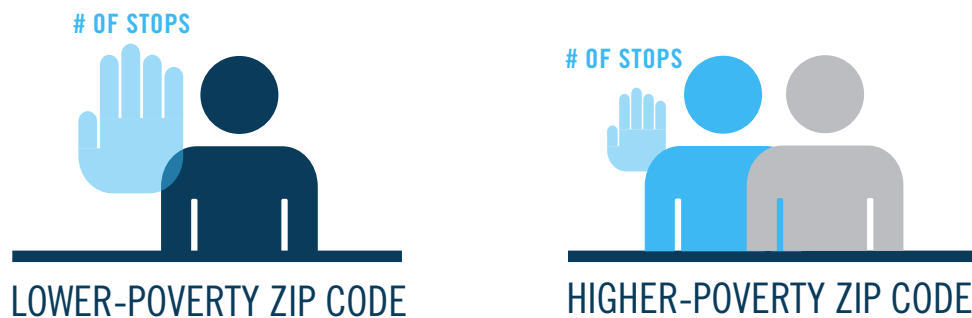 # OF STOPS
LOWER-POVERTY ZIP CODE
# OF STOPS
HIGHER-POVERTY ZIP CODE